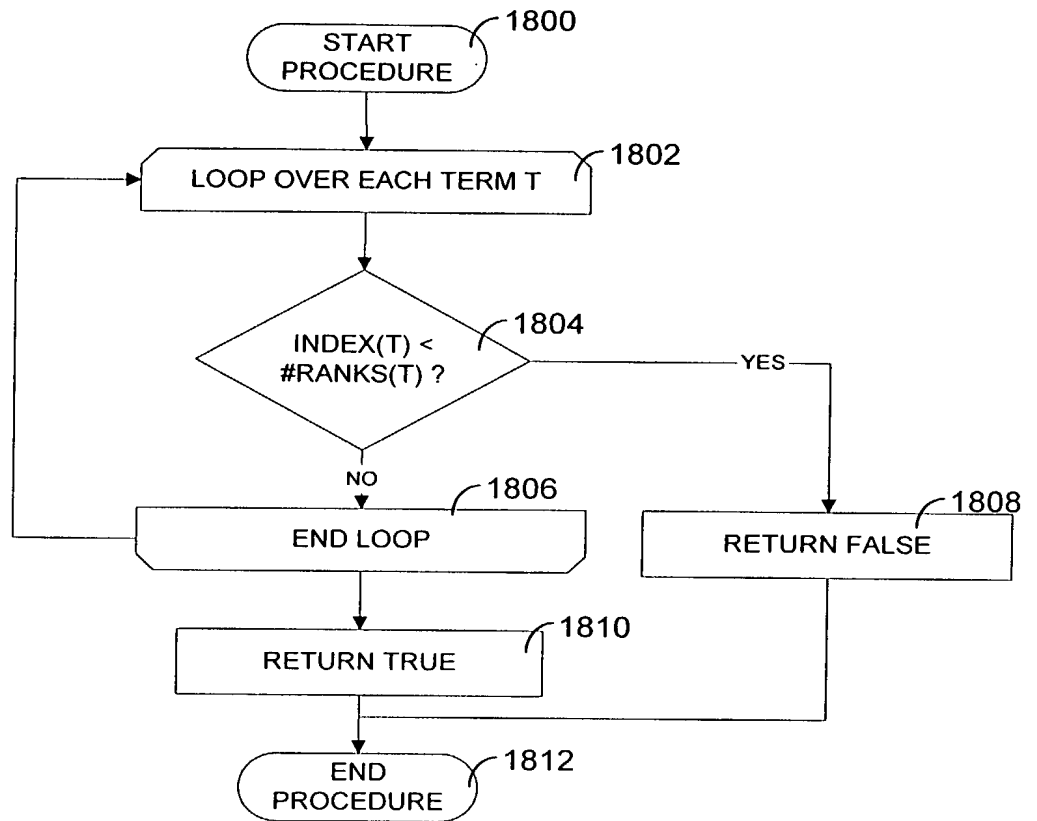 1800
START
PROCEDURE
1802
LOOP OVER EACH TERM T
1804
INDEX(T) <
#RANKS(T) ?
YES
NO
1806
END LOOP
1808
RETURN FALSE
1810
RETURN TRUE
1812
END
PROCEDURE